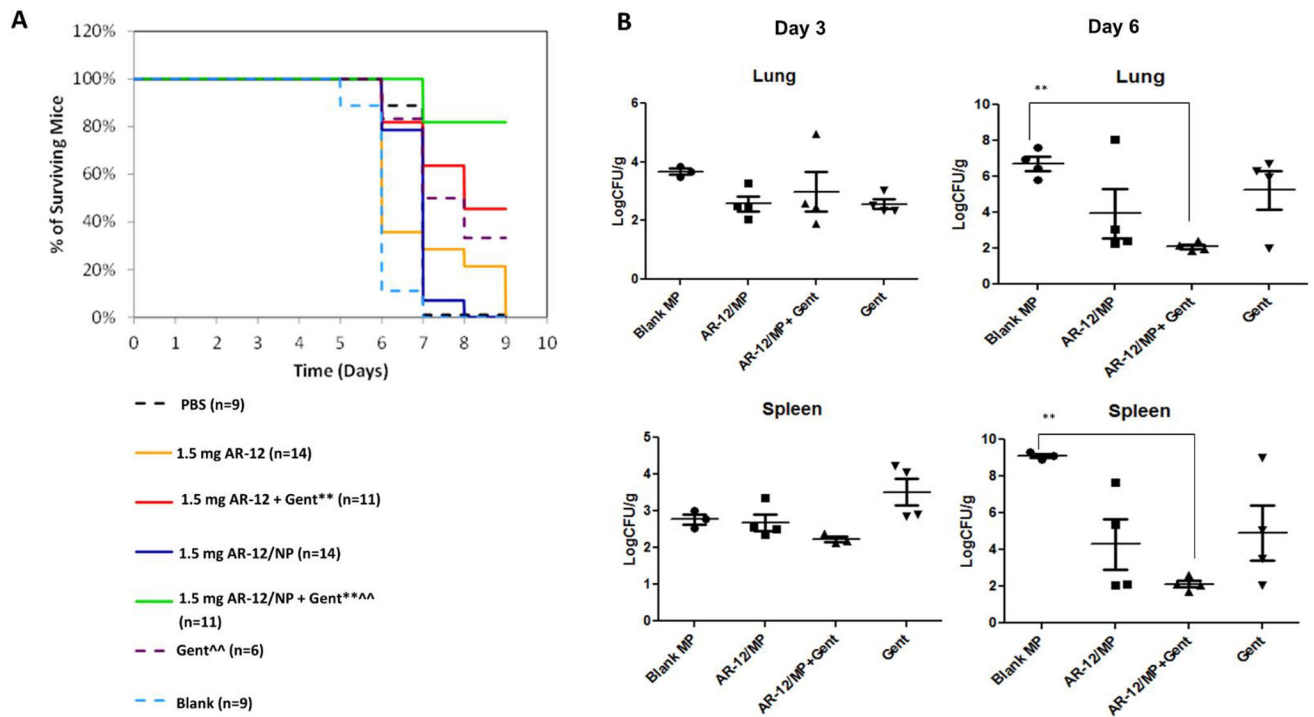 A
120%
100%
80%
60%
40%
20%
0%
% of Surviving Mice
0 1 2 3 4 5 6 7 8 9 10
Time (Days)
PBS (n=9)
1.5 mg AR-12 (n=14)
1.5 mg AR-12 + Gent** (n=11)
1.5 mg AR-12/NP (n=14)
1.5 mg AR-12/NP + Gent**^^
(n=11)
Gent^^ (n=6)
Blank (n=9)
B
Day 3
Day 6
Lung
6
4
2
0
LogCFU/g
Blank MP
AR-12/MP
AR-12/MP+ Gent
Gent
Lung
**
10
8
6
4
2
0
LogCFU/g
Blank MP
AR-12/MP
AR-12/MP+ Gent
Gent
Spleen
5
4
3
2
1
0
LogCFU/g
Blank MP
AR-12/MP
AR-12/MP+Gent
Gent
Spleen
**
10
8
6
4
2
0
LogCFU/g
Blank MP
AR-12/MP
AR-12/MP+Gent
Gent